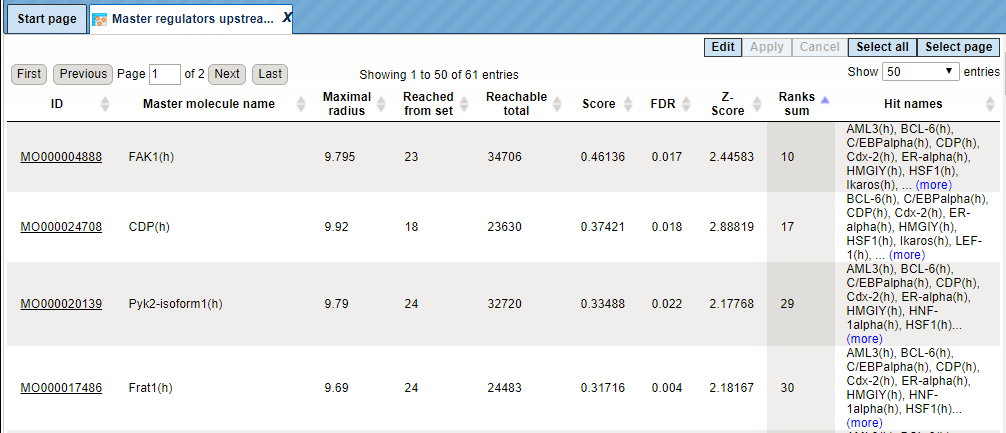 Start page
Master regulators upstrea... X
Edit Apply Cancel Select all Select page
First Previous Page 1 of 2 Next Last Showing 1 to 50 of 61 entries Show 50 entries
ID Master molecule name Maximal radius Reached from set Reachable total Score FDR Z-Score Ranks sum Hit names
MO000004888 FAK1(h) 9.795 23 34706 0.46136 0.017 2.44583 10
AML3(h), BCL-6(h),
C/EBPalpha(h), CDP(h),
Cdx-2(h), ER-alpha(h),
HMGIY(h), HSF1(h),
Ikaros(h), ... (more)
MO000024708 CDP(h) 9.92 18 23630 0.37421 0.018 2.88819 17
BCL-6(h), C/EBPalpha(h),
CDP(h), Cdx-2(h), ER-
alpha(h), HMGIY(h),
HSF1(h), Ikaros(h), LEF-
1(h), ... (more)
MO000020139 Pyk2-isoform1(h) 9.79 24 32720 0.33488 0.022 2.17768 29
AML3(h), BCL-6(h),
C/EBPalpha(h), CDP(h),
Cdx-2(h), ER-alpha(h),
HMGIY(h), HNF-
1alpha(h), HSF1(h)...
(more)
MO000017486 Frat1(h) 9.69 24 24483 0.31716 0.004 2.18167 30
AML3(h), BCL-6(h),
C/EBPalpha(h), CDP(h),
Cdx-2(h), ER-alpha(h),
HMGIY(h), HNF-
1alpha(h), HSF1(h)...
(more)